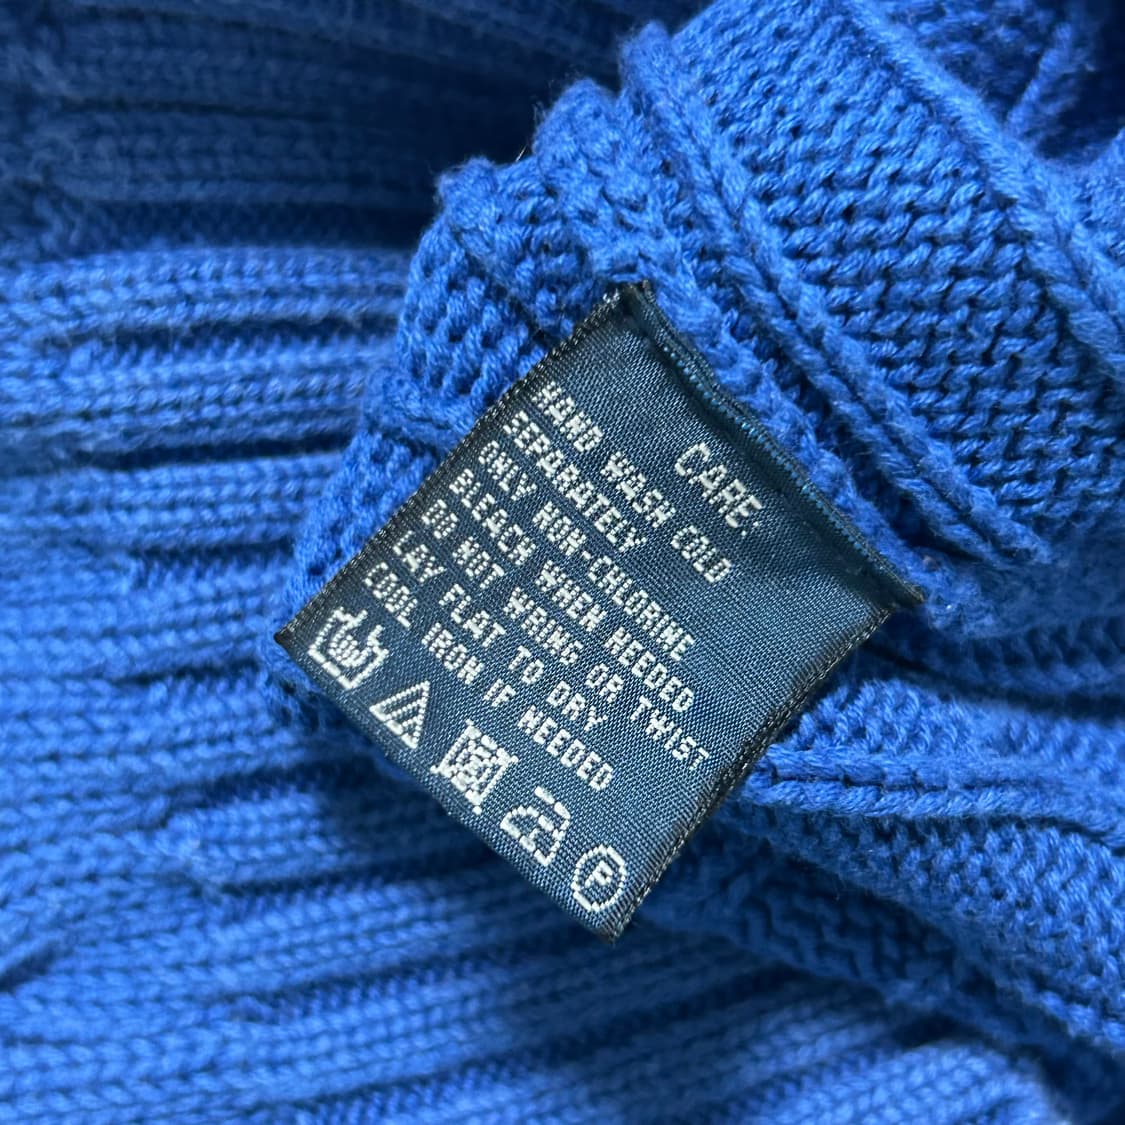 CARE:
HAND WASH COLD
SEPARATELY
ONLY NON-CHLORINE
BLEACH WHEN NEEDED
DO NOT WRING OR TWIST
LAY FLAT TO DRY
COOL IRON IF NEEDED
P